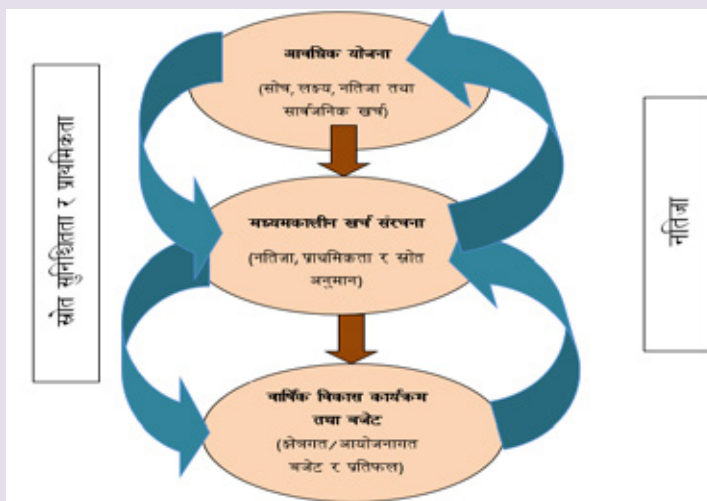 आवधिक योजना
(सोच, लक्ष्य, नतिजा तथा
सार्वजनिक खर्च)
स्रोत सुनिश्चितता र प्राथमिकता
नतिजा
मध्यमकालीन खर्च संरचना
(नतिजा, प्राथमिकता र स्रोत
अनुमान)
वार्षिक विकास कार्यक्रम
तथा बजेट
(क्षेत्रगत/आयोजनागत
बजेट र प्रतिफल)